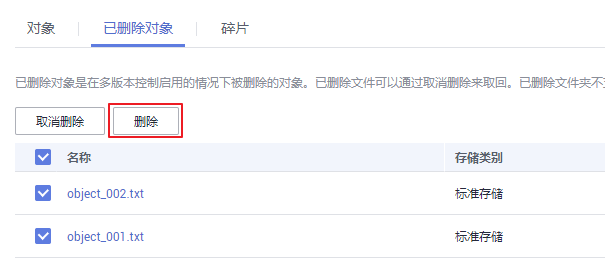 对象 已删除对象 碎片
已删除对象是在多版本控制启用的情况下被删除的对象。已删除文件可以通过取消删除来取回。已删除文件夹不
取消删除 删除
名称 存储类别
object_002.txt 标准存储
object_001.txt 标准存储